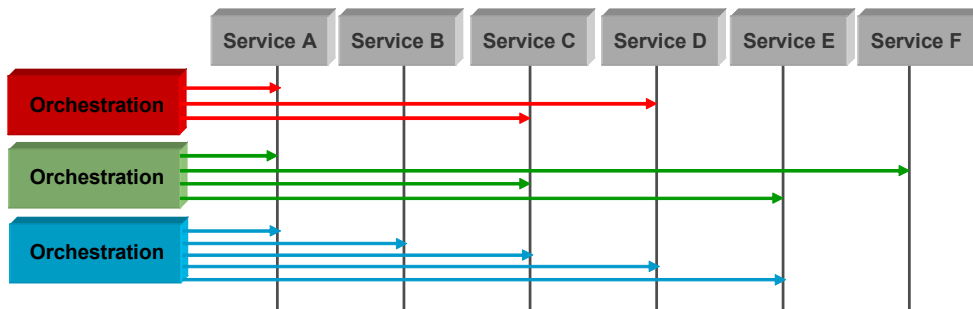 Service A
Service B
Service C
Service D
Service E
Service F
Orchestration
Orchestration
Orchestration